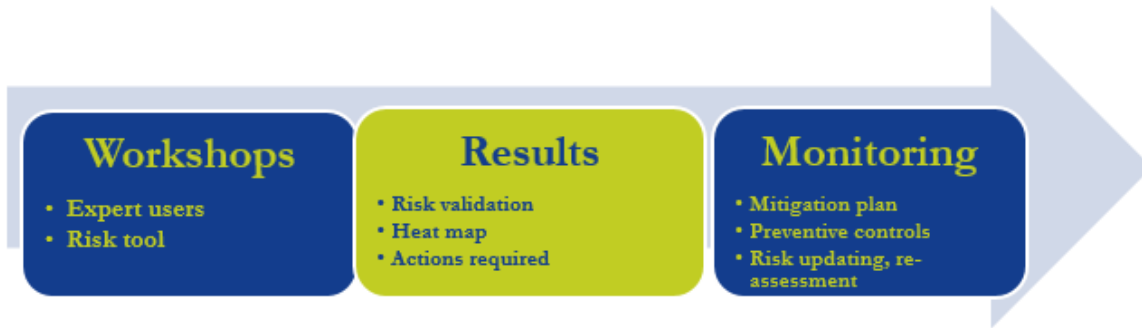 Workshops
• Expert users
• Risk tool
Results
• Risk validation
• Heat map
• Actions required
Monitoring
• Mitigation plan
• Preventive controls
• Risk updating, re-
assessment